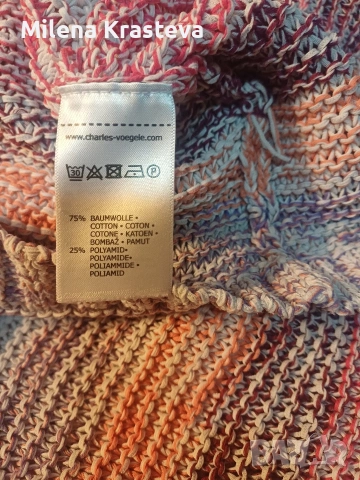 Milena Krasteva
www.charles-voegele.com
30 P
75% BAUMWOLLE •
COTTON • COTON •
COTONE • KATOEN •
BOMBAŽ • PAMUT
25% POLYAMID •
POLYAMIDE •
POLIAMMIDE •
POLIAMID